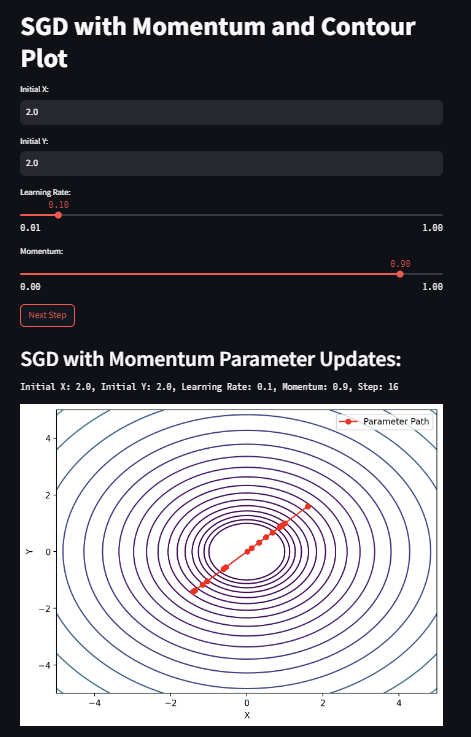 SGD with Momentum and Contour
Plot
Initial X:
2.0
Initial Y:
2.0
Learning Rate:
0.10
0.01 1.00
Momentum:
0.90
0.00 1.00
Next Step
SGD with Momentum Parameter Updates:
Initial X: 2.0, Initial Y: 2.0, Learning Rate: 0.1, Momentum: 0.9, Step: 16
Parameter Path
4
2
0
−2
−4
Y
−4 −2 0 2 4
X